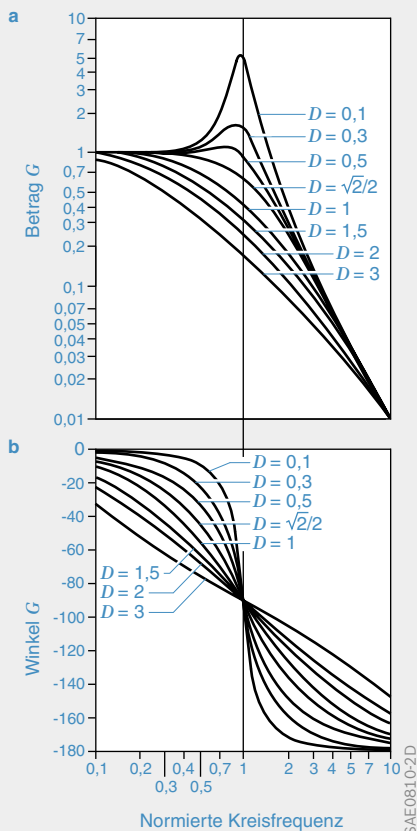 a
Betrag G
10
7
5
4
3
2
1
0,7
0,5
0,4
0,3
0,2
0,1
0,07
0,05
0,04
0,03
0,02
0,01
D = 0,1
D = 0,3
D = 0,5
D = √2/2
D = 1
D = 1,5
D = 2
D = 3
b
Winkel G
0
-20
-40
-60
-80
-100
-120
-140
-160
-180
D = 0,1
D = 0,3
D = 0,5
D = √2/2
D = 1
D = 1,5
D = 2
D = 3
0,1 0,2 0,4 0,7 1 2 3 4 5 7 10
0,3 0,5
Normierte Kreisfrequenz